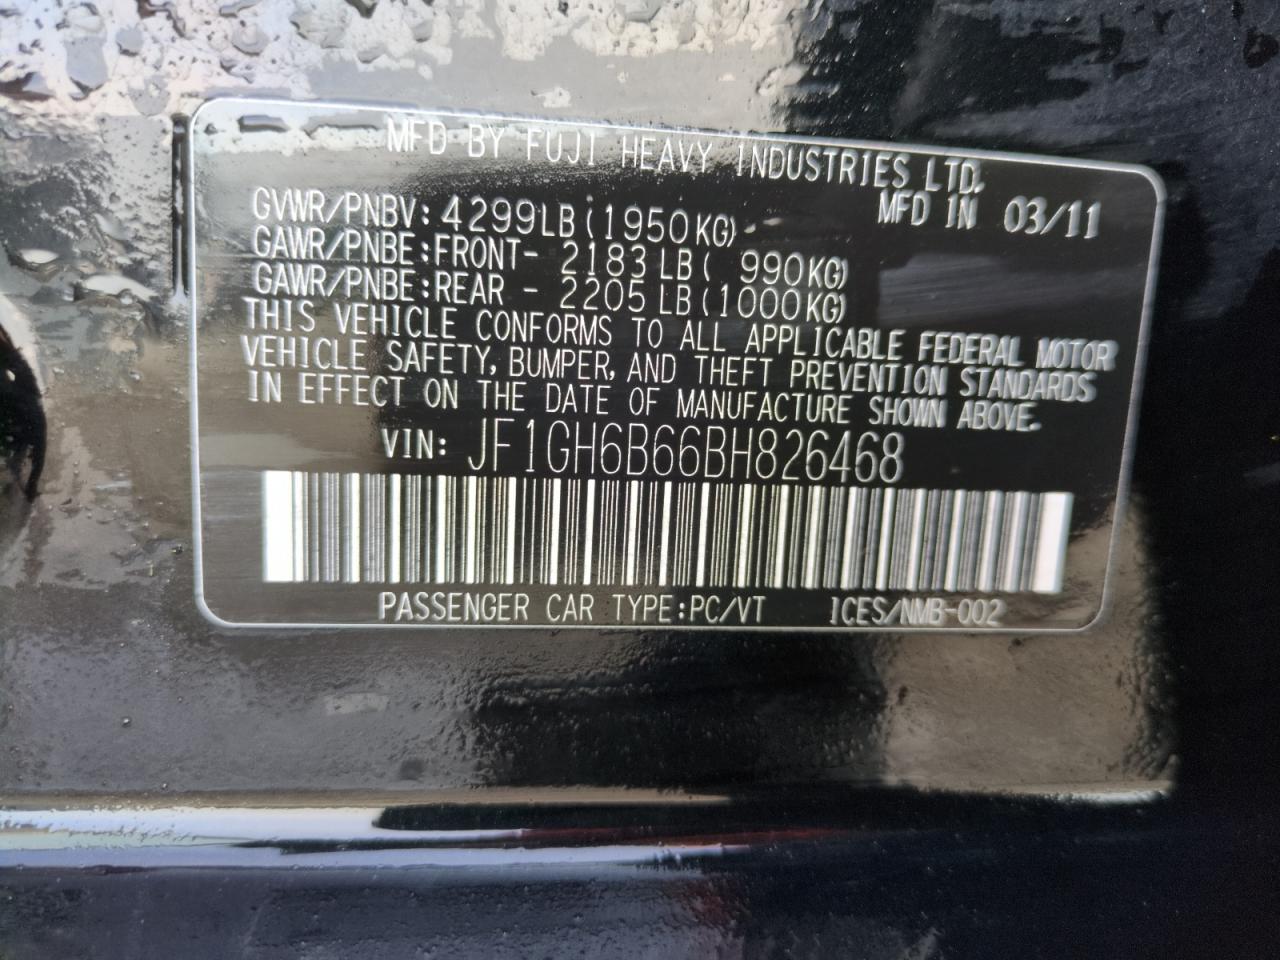 MFD BY FUJI HEAVY INDUSTRIES LTD.
MFD IN 03/11
GVWR/PNBV: 4299LB (1950KG)
GAWR/PNBE:FRONT- 2183LB( 990KG)
GAWR/PNBE:REAR - 2205LB(1000KG)
THIS VEHICLE CONFORMS TO ALL APPLICABLE FEDERAL MOTOR
VEHICLE SAFETY, BUMPER, AND THEFT PREVENTION STANDARDS
IN EFFECT ON THE DATE OF MANUFACTURE SHOWN ABOVE.
VIN: JF1GH6B66BH826468
PASSENGER CAR TYPE:PC/VT ICES/NMB-002